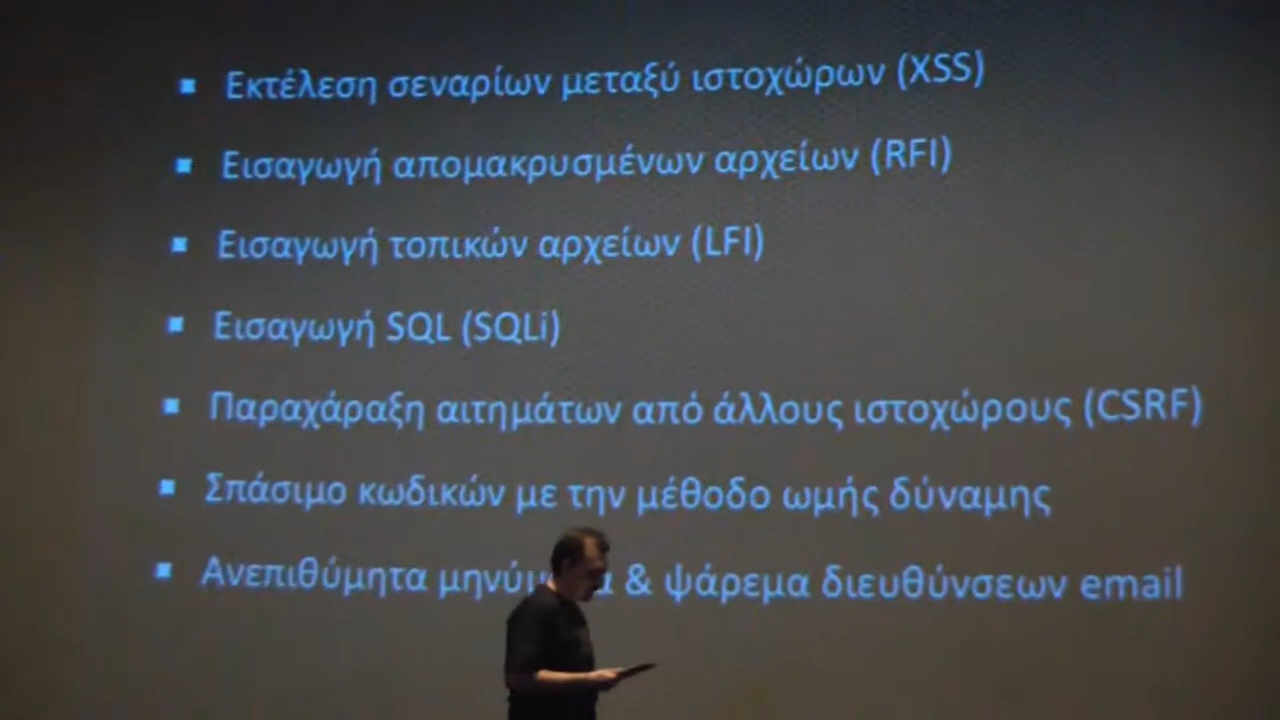 Εκτέλεση σεναρίων μεταξύ ιστοχώρων (XSS)
Εισαγωγή απομακρυσμένων αρχείων (RFI)
Εισαγωγή τοπικών αρχείων (LFI)
Εισαγωγή SQL (SQLi)
Παραχάραξη αιτημάτων από άλλους ιστοχώρους (CSRF)
Σπάσιμο κωδικών με την μέθοδο ωμής δύναμης
Ανεπιθύμητα & ψάρεμα διευθύνσεων email